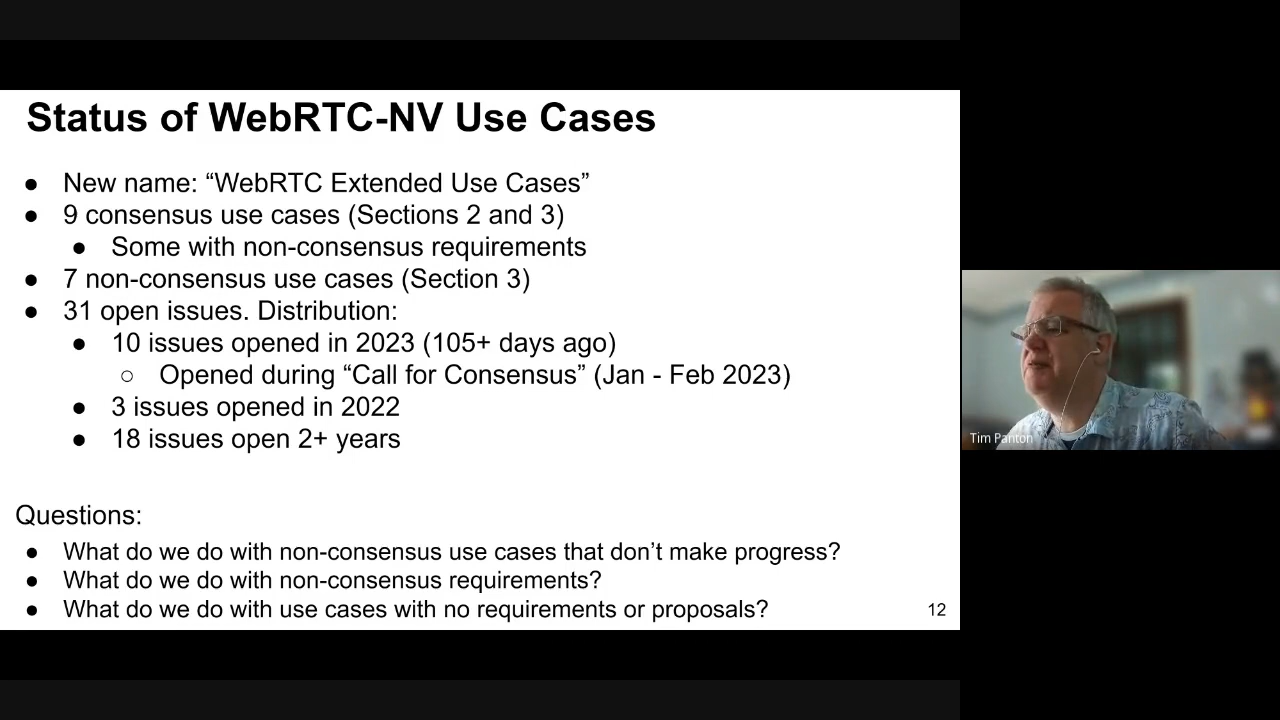 Status of WebRTC-NV Use Cases
● New name: “WebRTC Extended Use Cases”
● 9 consensus use cases (Sections 2 and 3)
● Some with non-consensus requirements
● 7 non-consensus use cases (Section 3)
● 31 open issues. Distribution:
● 10 issues opened in 2023 (105+ days ago)
○ Opened during “Call for Consensus” (Jan - Feb 2023)
● 3 issues opened in 2022
● 18 issues open 2+ years
Questions:
● What do we do with non-consensus use cases that don’t make progress?
● What do we do with non-consensus requirements?
● What do we do with use cases with no requirements or proposals?
12
Tim Panton